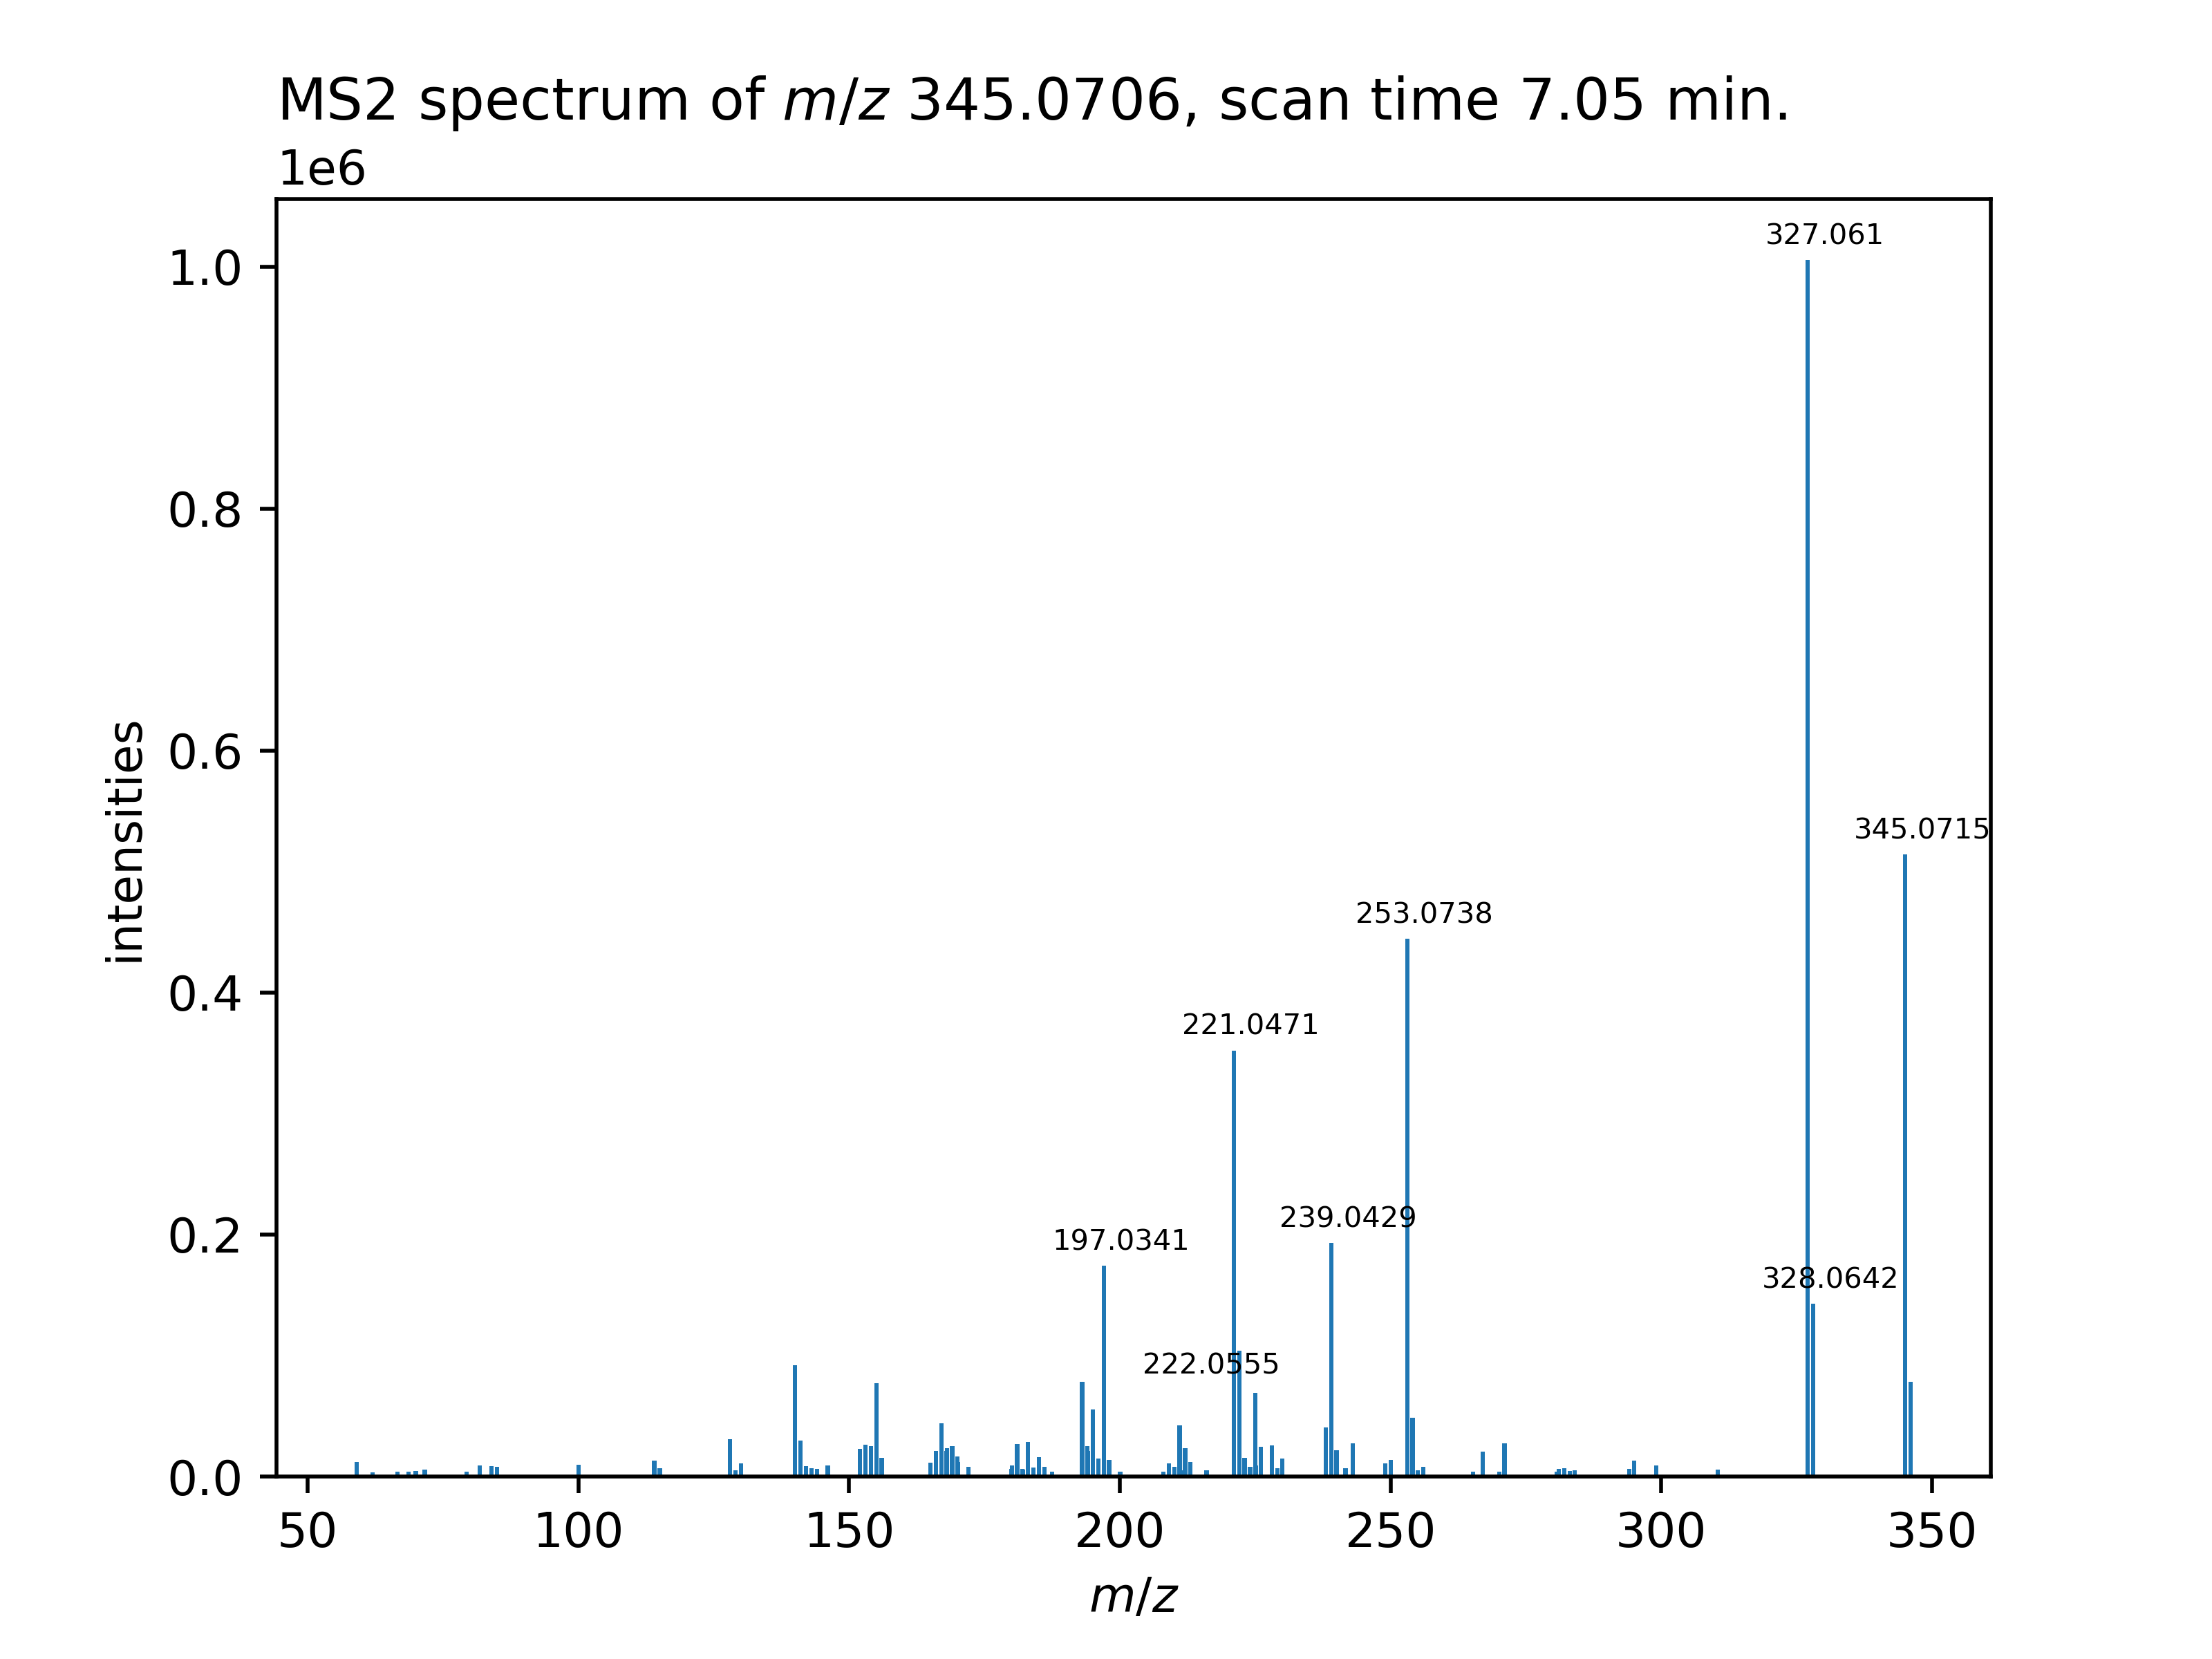 MS2 spectrum of m/z 345.0706, scan time 7.05 min.
1e6
327.061
1.0
0.8
345.0715
253.0738
intensities
0.6
221.0471
0.4
239.0429
197.0341
0.2
328.0642
222.0555
0.0
50 100 150 200 250 300 350
m/z